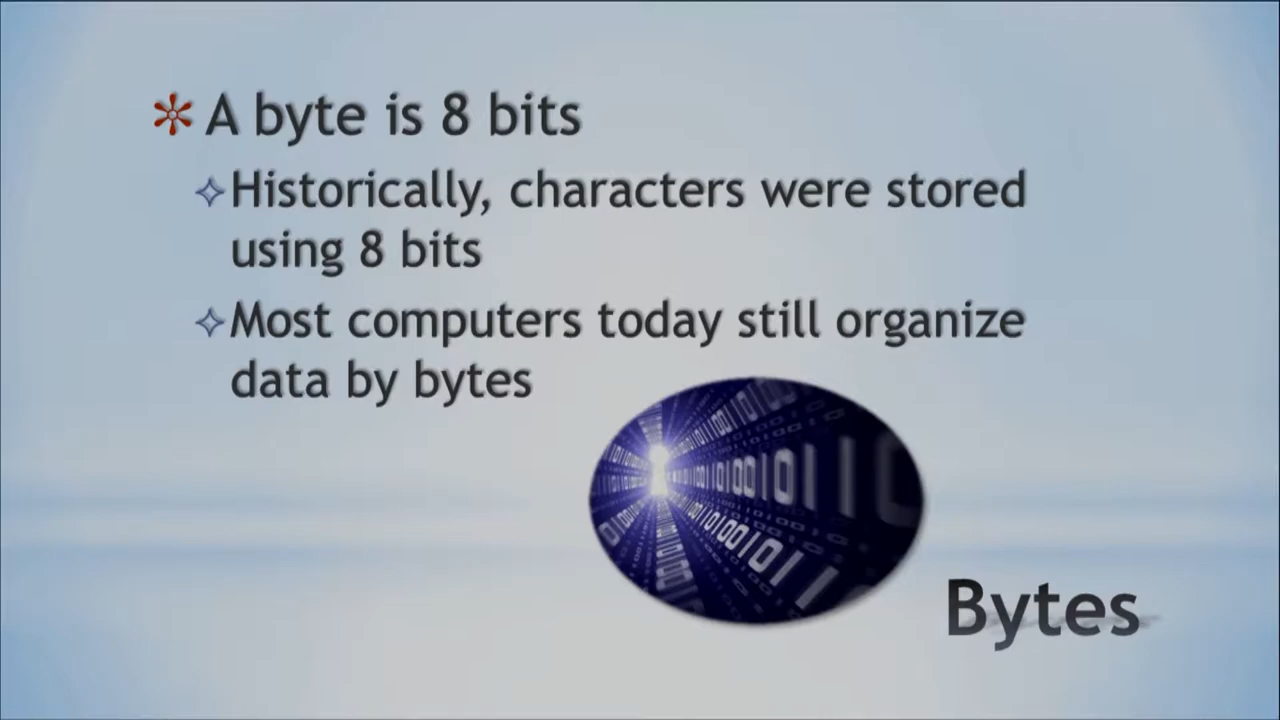 A byte is 8 bits
Historically, characters were stored
using 8 bits
Most computers today still organize
data by bytes
Bytes